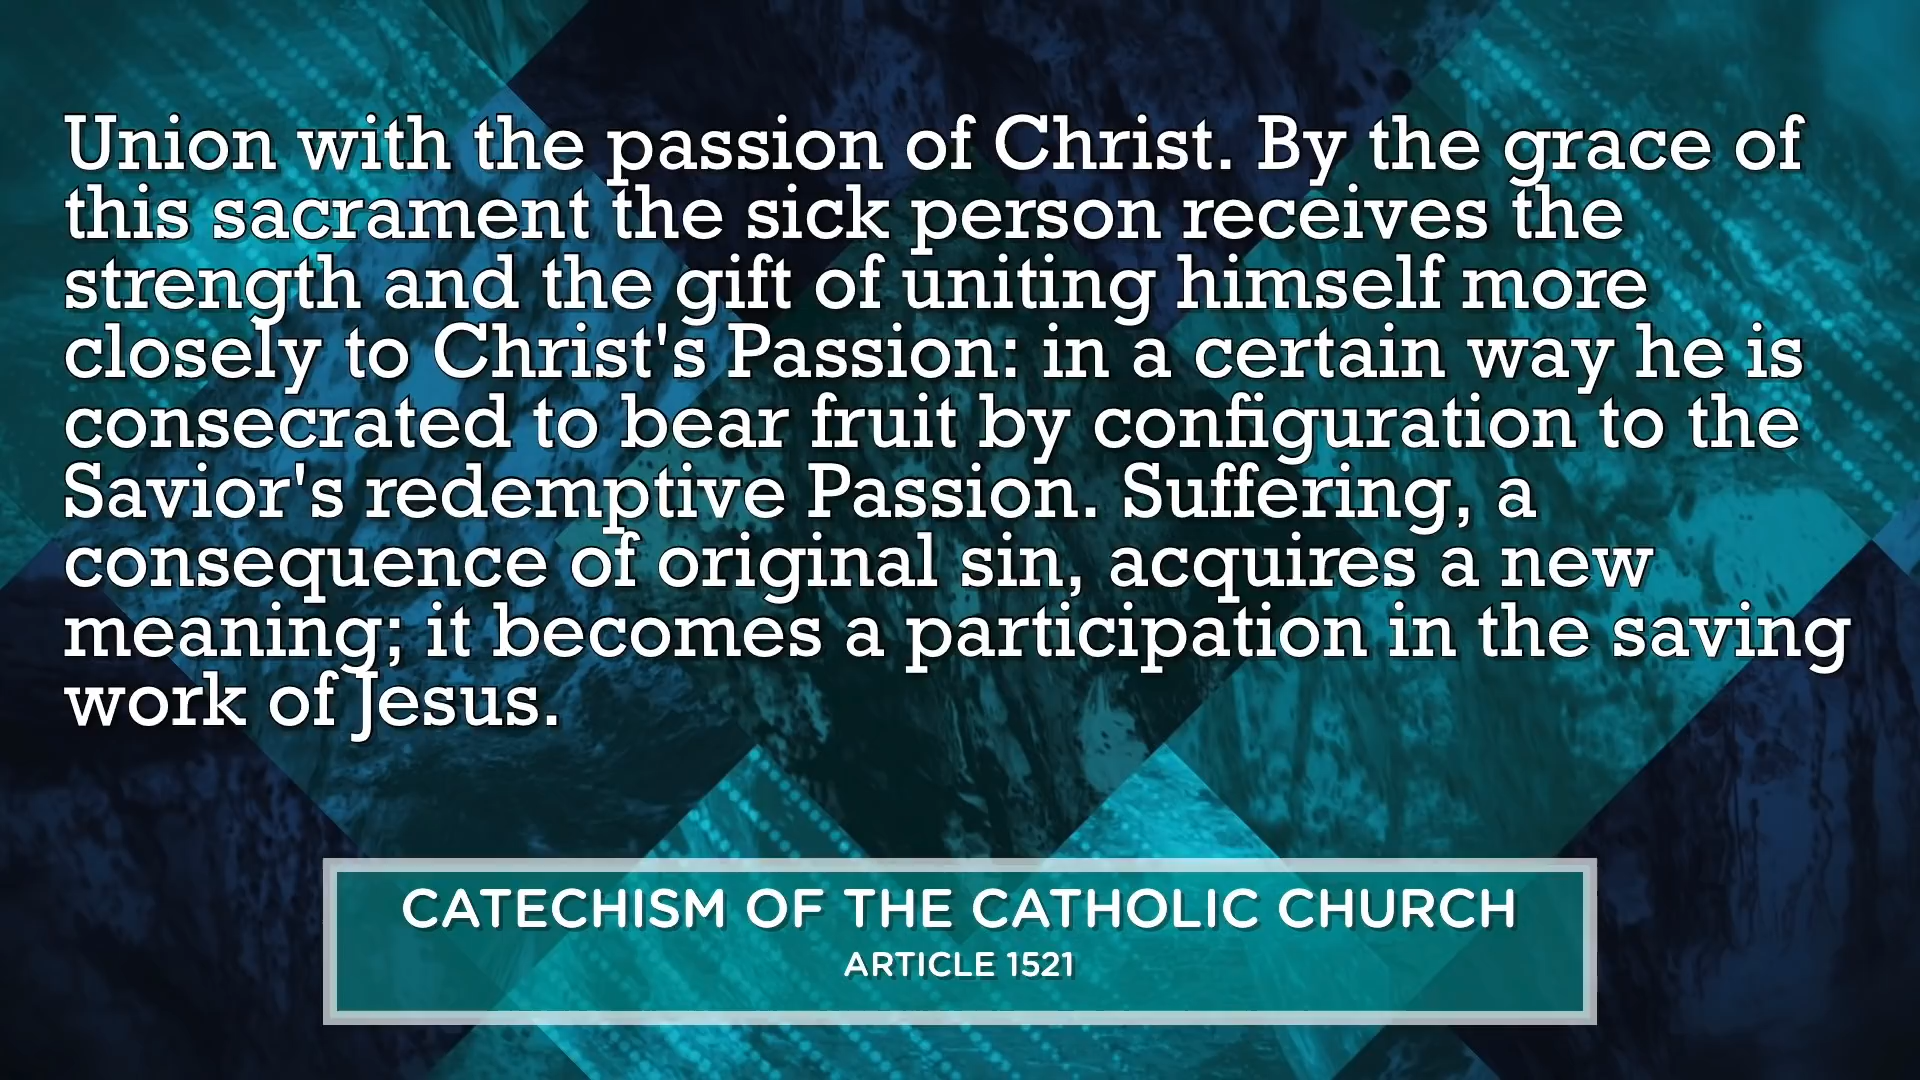 Union with the passion of Christ. By the grace of
this sacrament the sick person receives the
strength and the gift of uniting himself more
closely to Christ's Passion: in a certain way he is
consecrated to bear fruit by configuration to the
Savior's redemptive Passion. Suffering, a
consequence of original sin, acquires a new
meaning; it becomes a participation in the saving
work of Jesus.
CATECHISM OF THE CATHOLIC CHURCH
ARTICLE 1521